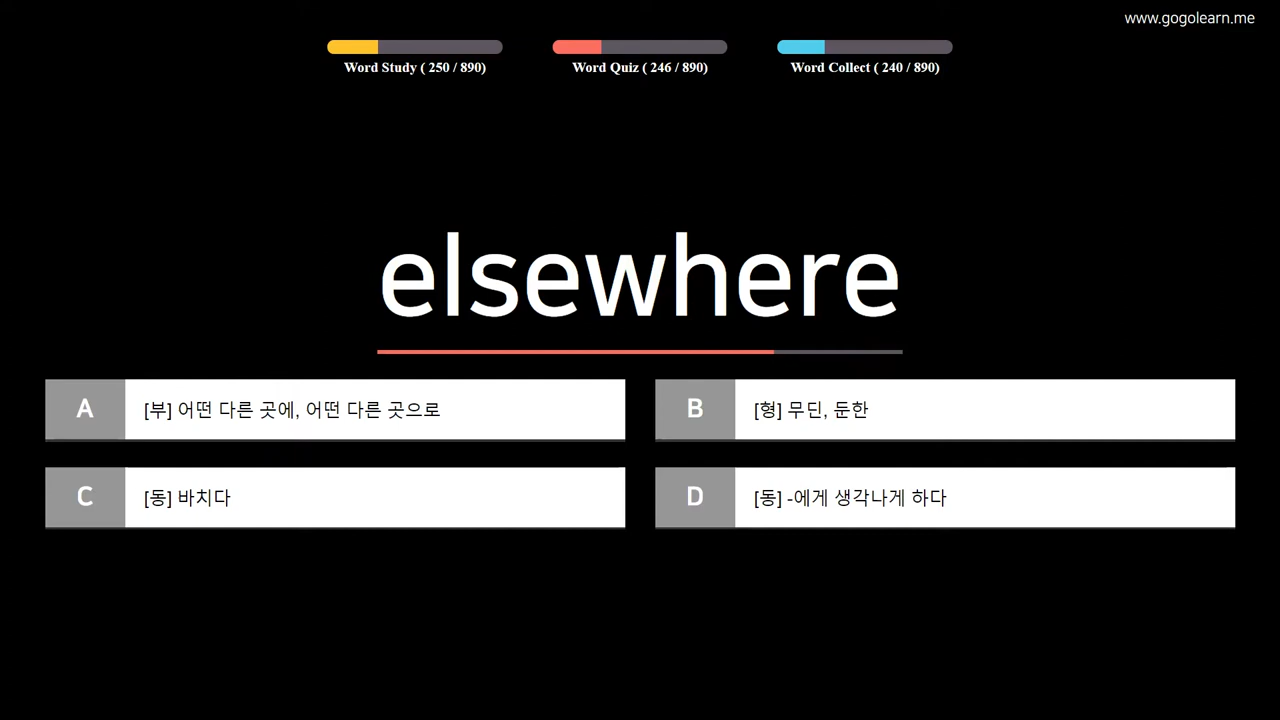 www.gogolearn.me
Word Study ( 250 / 890)
Word Quiz ( 246 / 890)
Word Collect ( 240 / 890)
elsewhere
A [부] 어떤 다른 곳에, 어떤 다른 곳으로
B [형] 무딘, 둔한
C [동] 바치다
D [동] -에게 생각나게 하다